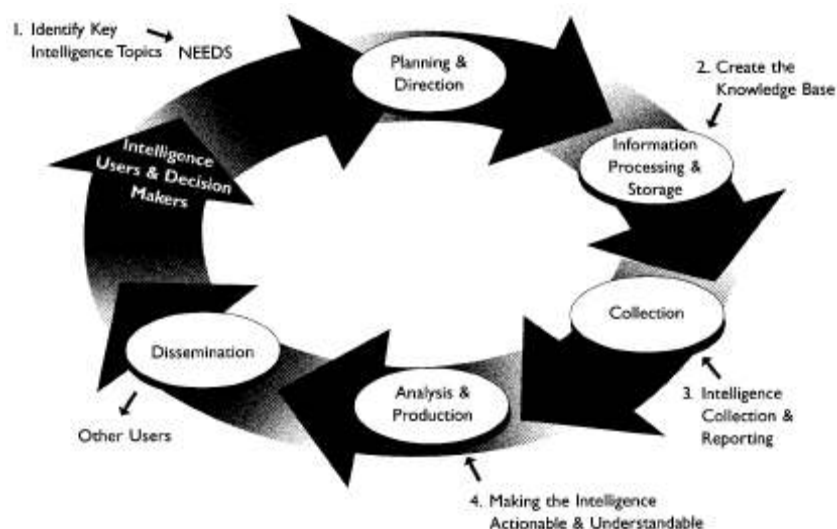 1. Identify Key
Intelligence Topics
NEEDS
Planning &
Direction
2. Create the
Knowledge Base
Information
Processing &
Storage
Intelligence
Users & Decision
Makers
Collection
3. Intelligence
Collection &
Reporting
Dissemination
Analysis &
Production
Other Users
4. Making the Intelligence
Actionable & Understandable